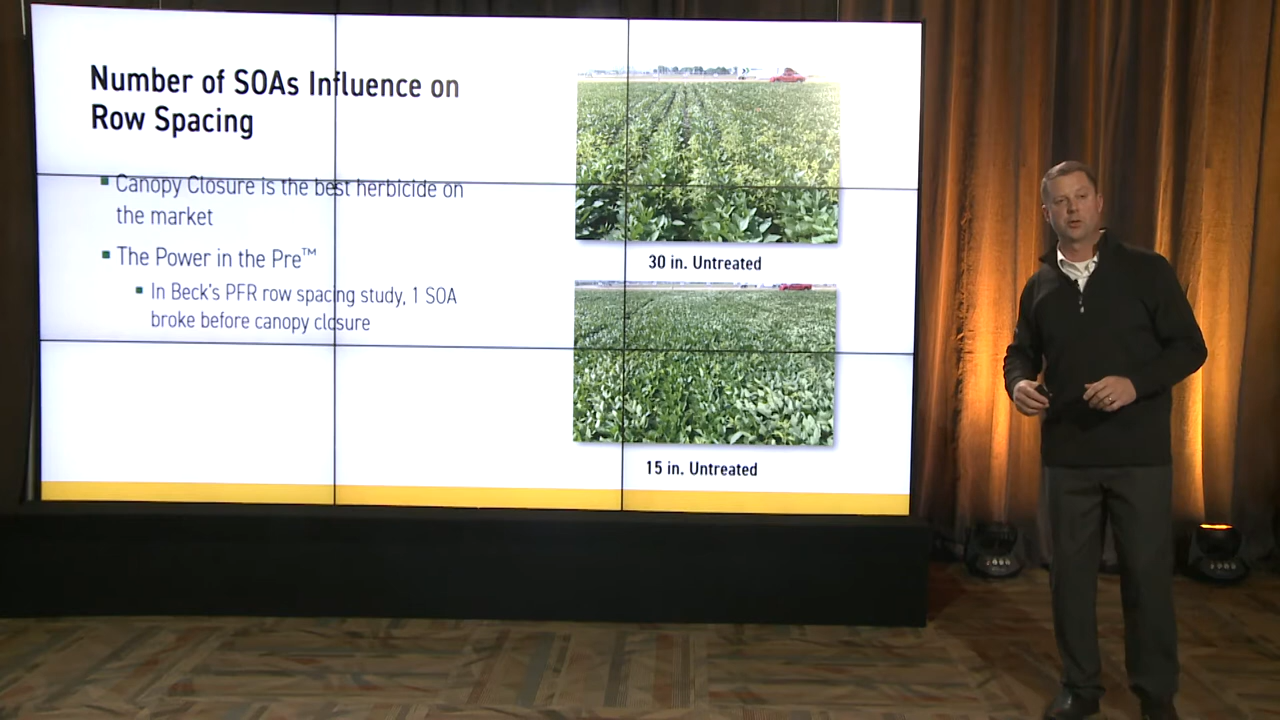 Number of SOAs Influence on
Row Spacing
Canopy Closure is the best herbicide on
the market
The Power in the Pre™
In Beck's PFR row spacing study, 1 SOA
broke before canopy closure
30 in. Untreated
15 in. Untreated